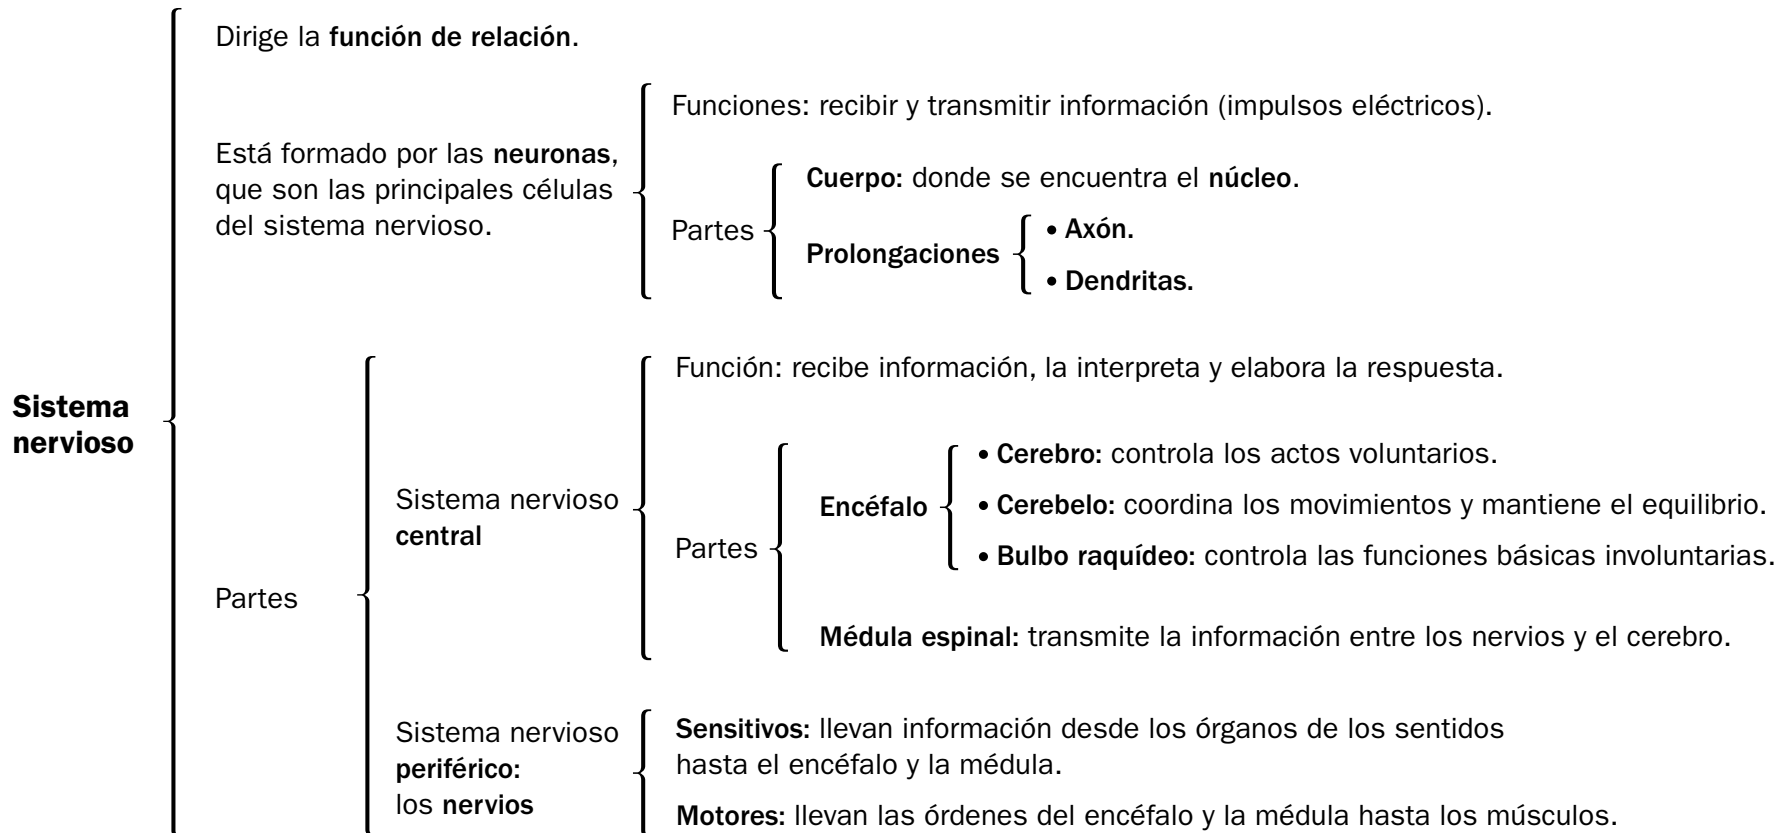 Sistema
nervioso
Dirige la función de relación.
Está formado por las neuronas,
que son las principales células
del sistema nervioso.
Funciones: recibir y transmitir información (impulsos eléctricos).
Partes
Cuerpo: donde se encuentra el núcleo.
Prolongaciones
• Axón.
• Dendritas.
Partes
Sistema nervioso
central
Función: recibe información, la interpreta y elabora la respuesta.
Partes
Encéfalo
• Cerebro: controla los actos voluntarios.
• Cerebelo: coordina los movimientos y mantiene el equilibrio.
• Bulbo raquídeo: controla las funciones básicas involuntarias.
Médula espinal: transmite la información entre los nervios y el cerebro.
Sistema nervioso
periférico:
los nervios
Sensitivos: llevan información desde los órganos de los sentidos
hasta el encéfalo y la médula.
Motores: llevan las órdenes del encéfalo y la médula hasta los músculos.